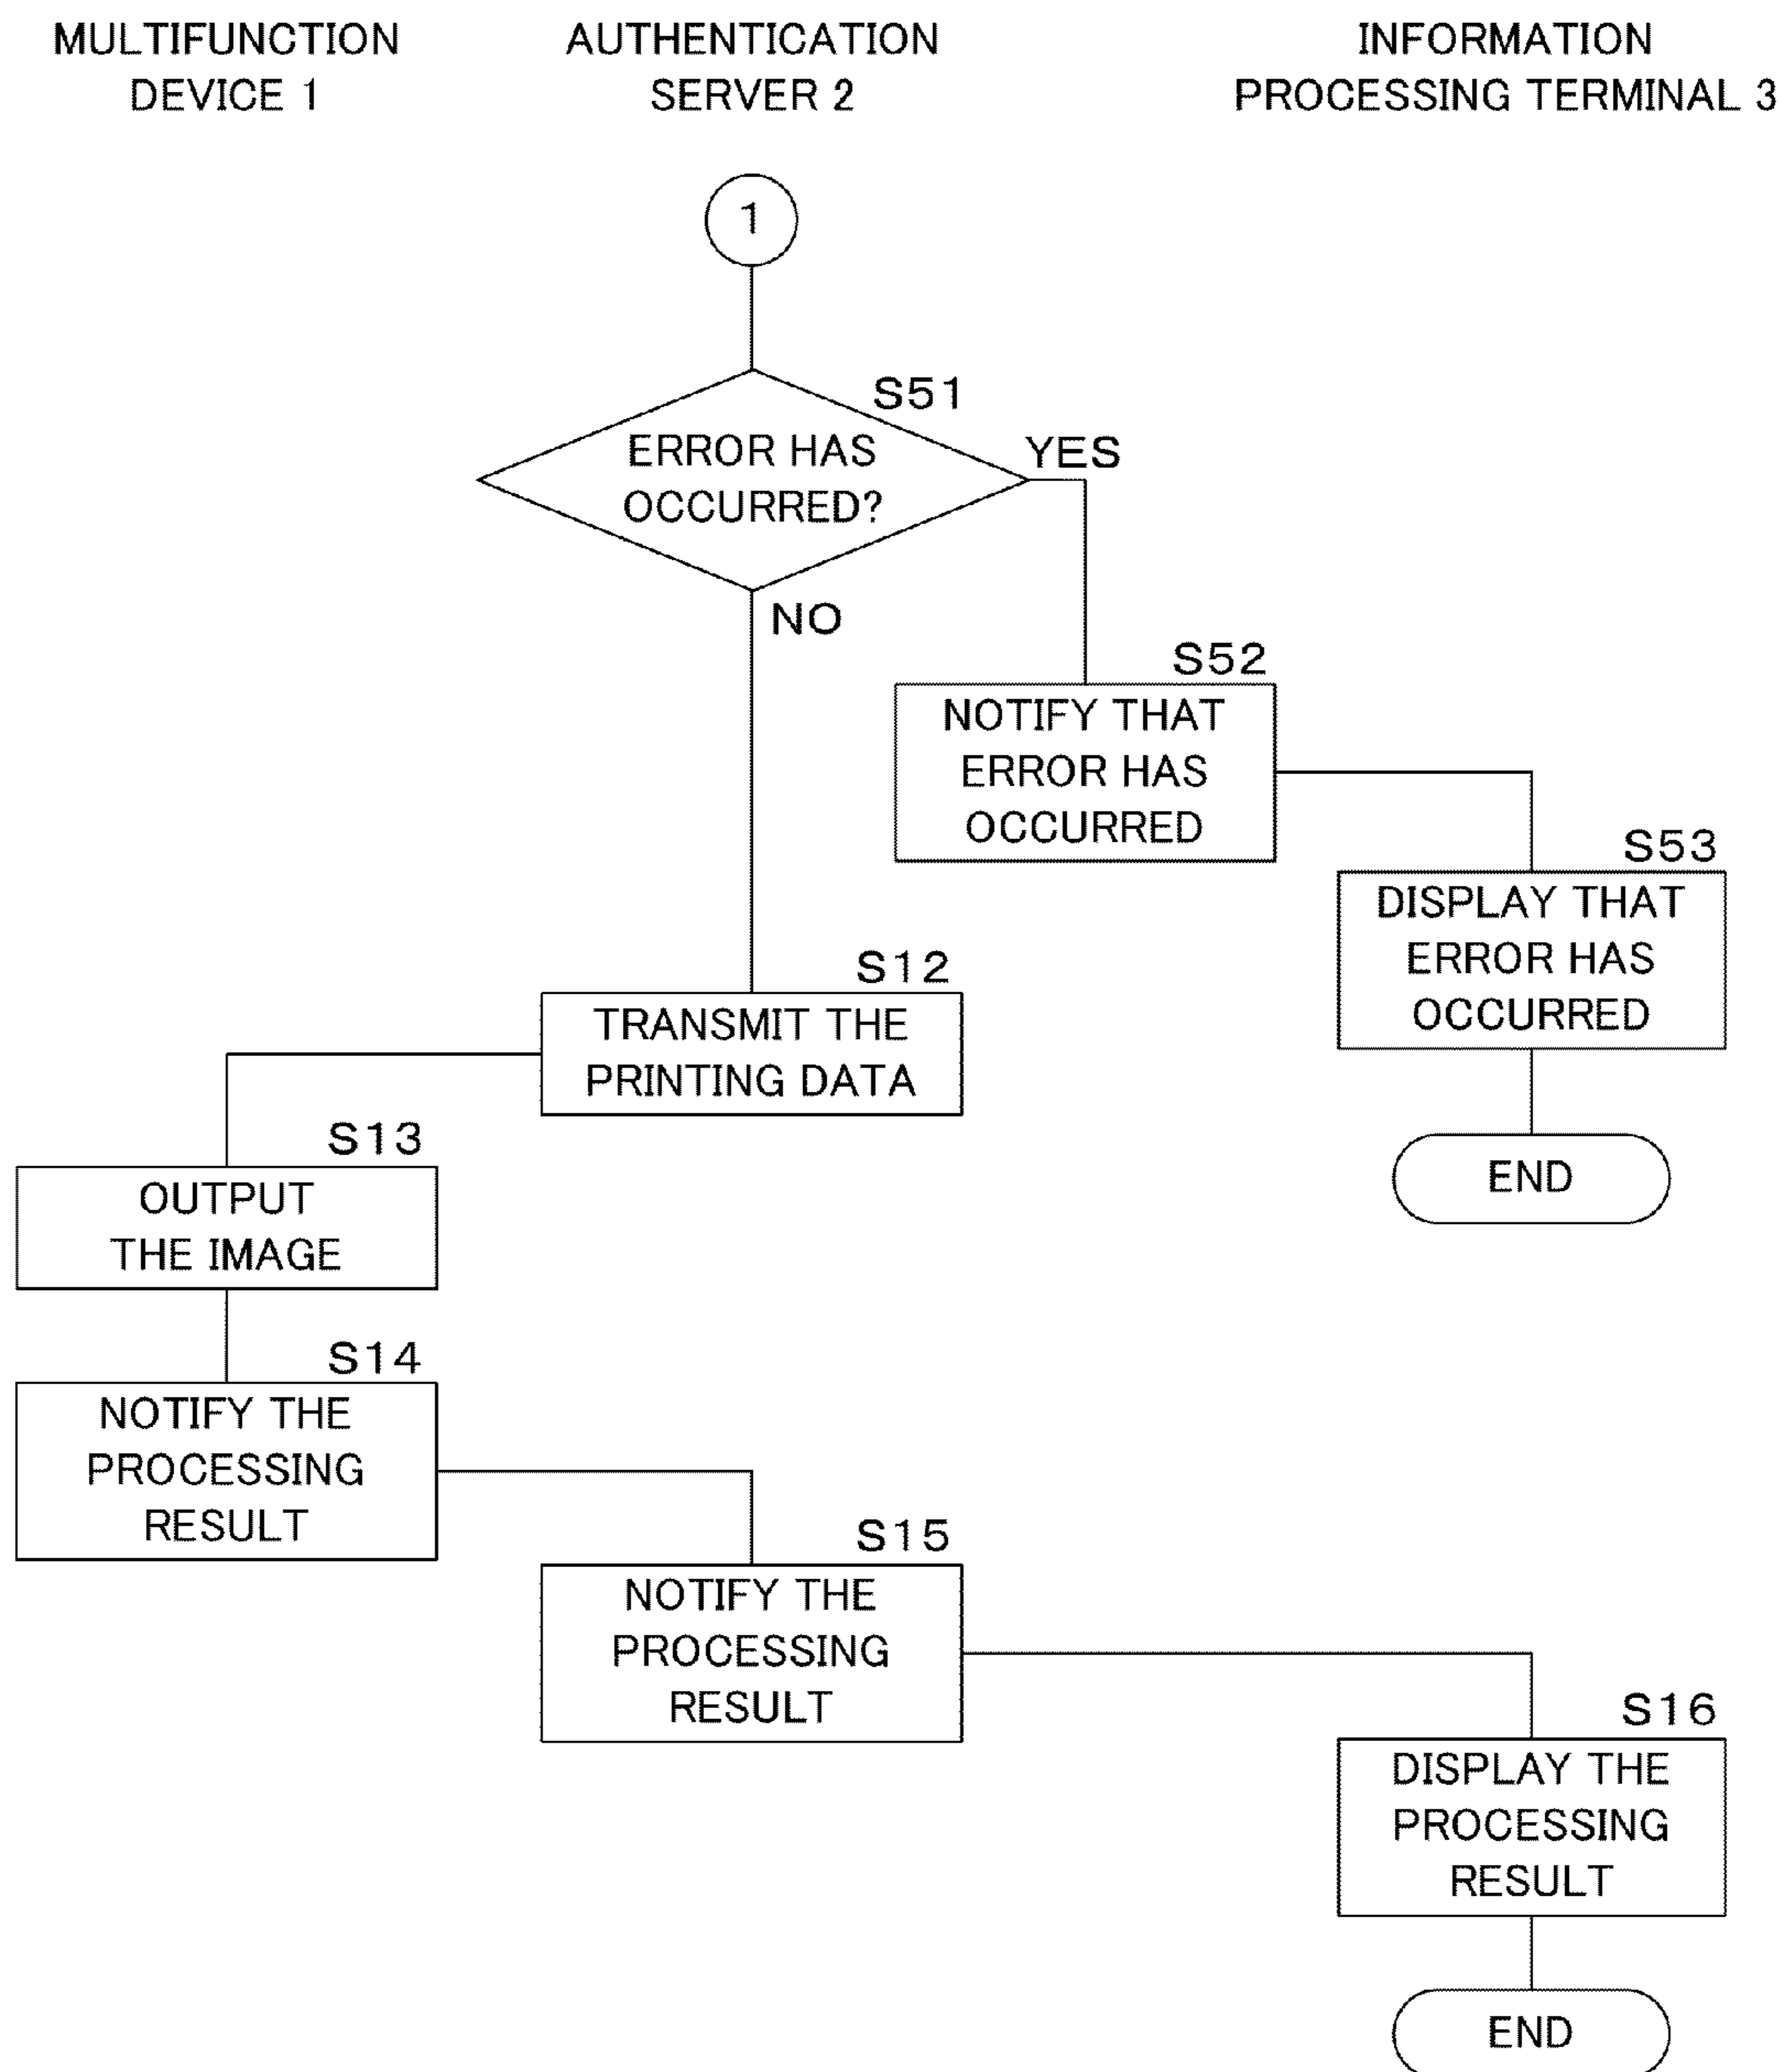 MULTIFUNCTION
DEVICE 1
AUTHENTICATION
SERVER 2
INFORMATION
PROCESSING TERMINAL 3
1
S51
ERROR HAS
OCCURRED?
YES
NO
S52
NOTIFY THAT
ERROR HAS
OCCURRED
S53
DISPLAY THAT
ERROR HAS
OCCURRED
END
S12
TRANSMIT THE
PRINTING DATA
S13
OUTPUT
THE IMAGE
S14
NOTIFY THE
PROCESSING
RESULT
S15
NOTIFY THE
PROCESSING
RESULT
S16
DISPLAY THE
PROCESSING
RESULT
END